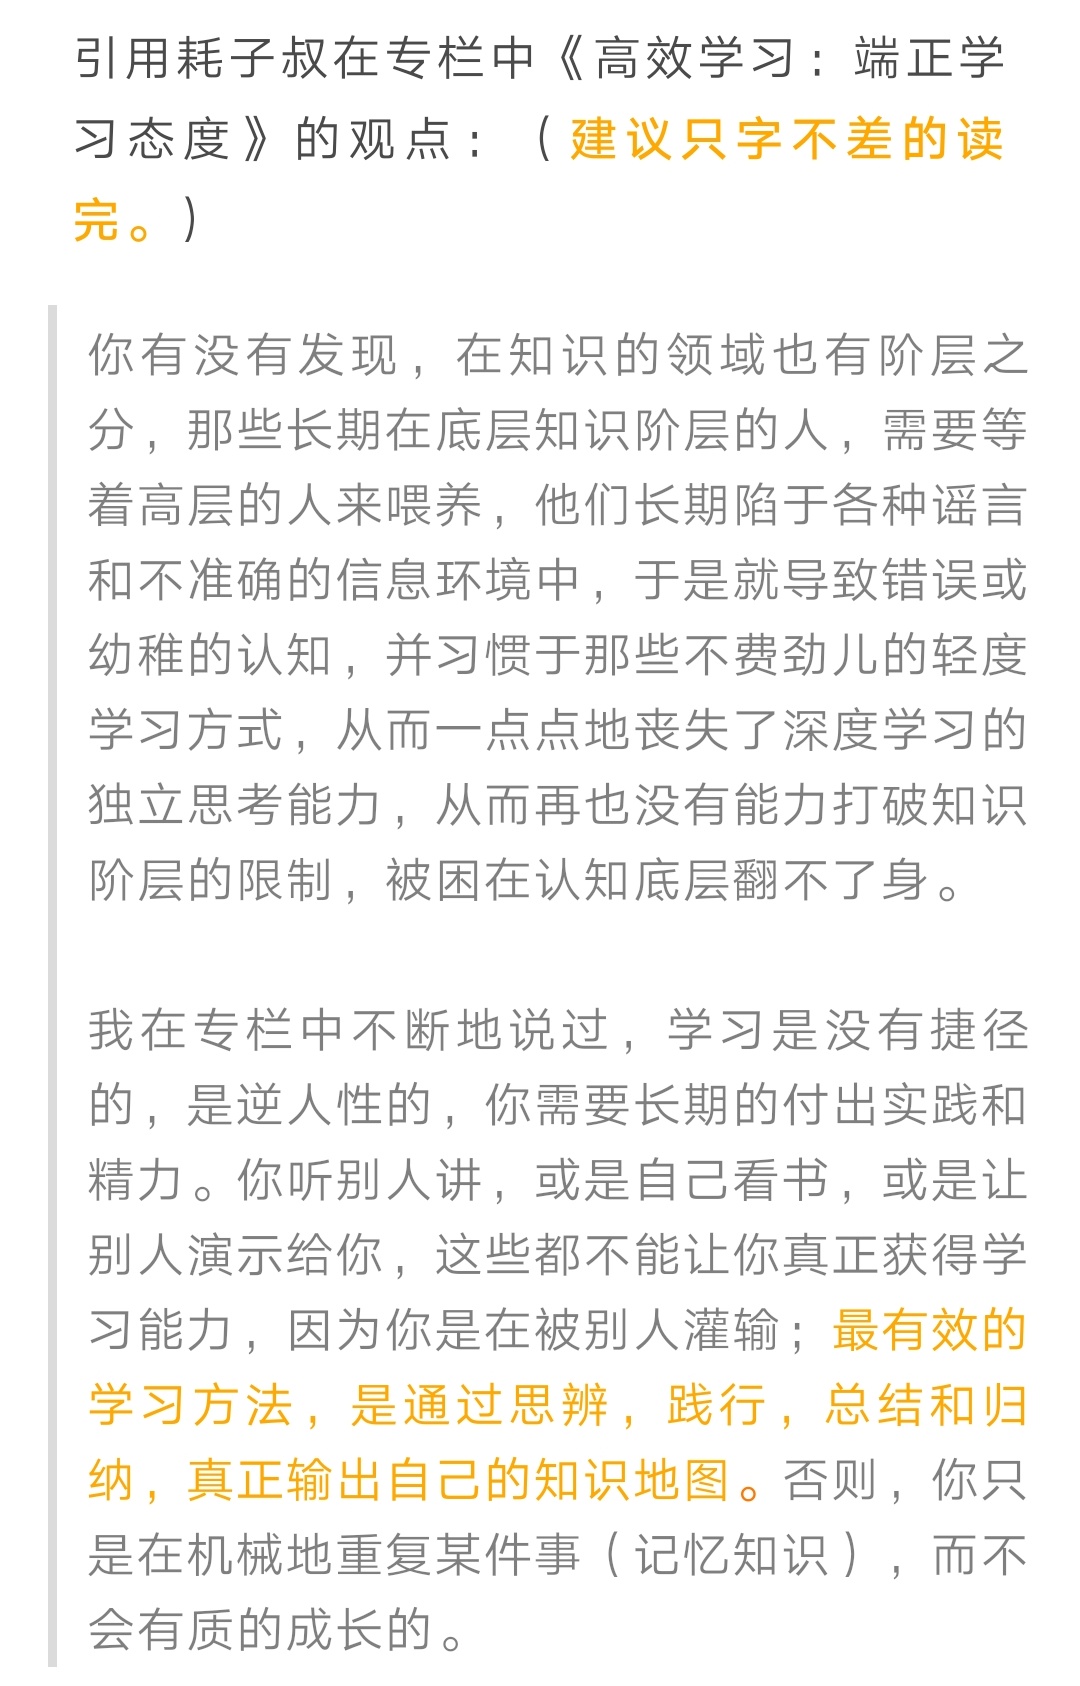 引用耗子叔在专栏中《高效学习：端正学
习态度》的观点：（建议只字不差的读
完。）
你有没有发现，在知识的领域也有阶层之
分，那些长期在底层知识阶层的人，需要等
着高层的人来喂养，他们长期陷于各种谣言
和不准确的信息环境中，于是就导致错误或
幼稚的认知，并习惯于那些不费劲儿的轻度
学习方式，从而一点点地丧失了深度学习的
独立思考能力，从而再也没有能力打破知识
阶层的限制，被困在认知底层翻不了身。
我在专栏中不断地说过，学习是没有捷径
的，是逆人性的，你需要长期的付出实践和
精力。你听别人讲，或是自己看书，或是让
别人演示给你，这些都不能让你真正获得学
习能力，因为你是在被别人灌输；最有效的
学习方法，是通过思辨，践行，总结和归
纳，真正输出自己的知识地图。否则，你只
是在机械地重复某件事（记忆知识），而不
会有质的成长的。